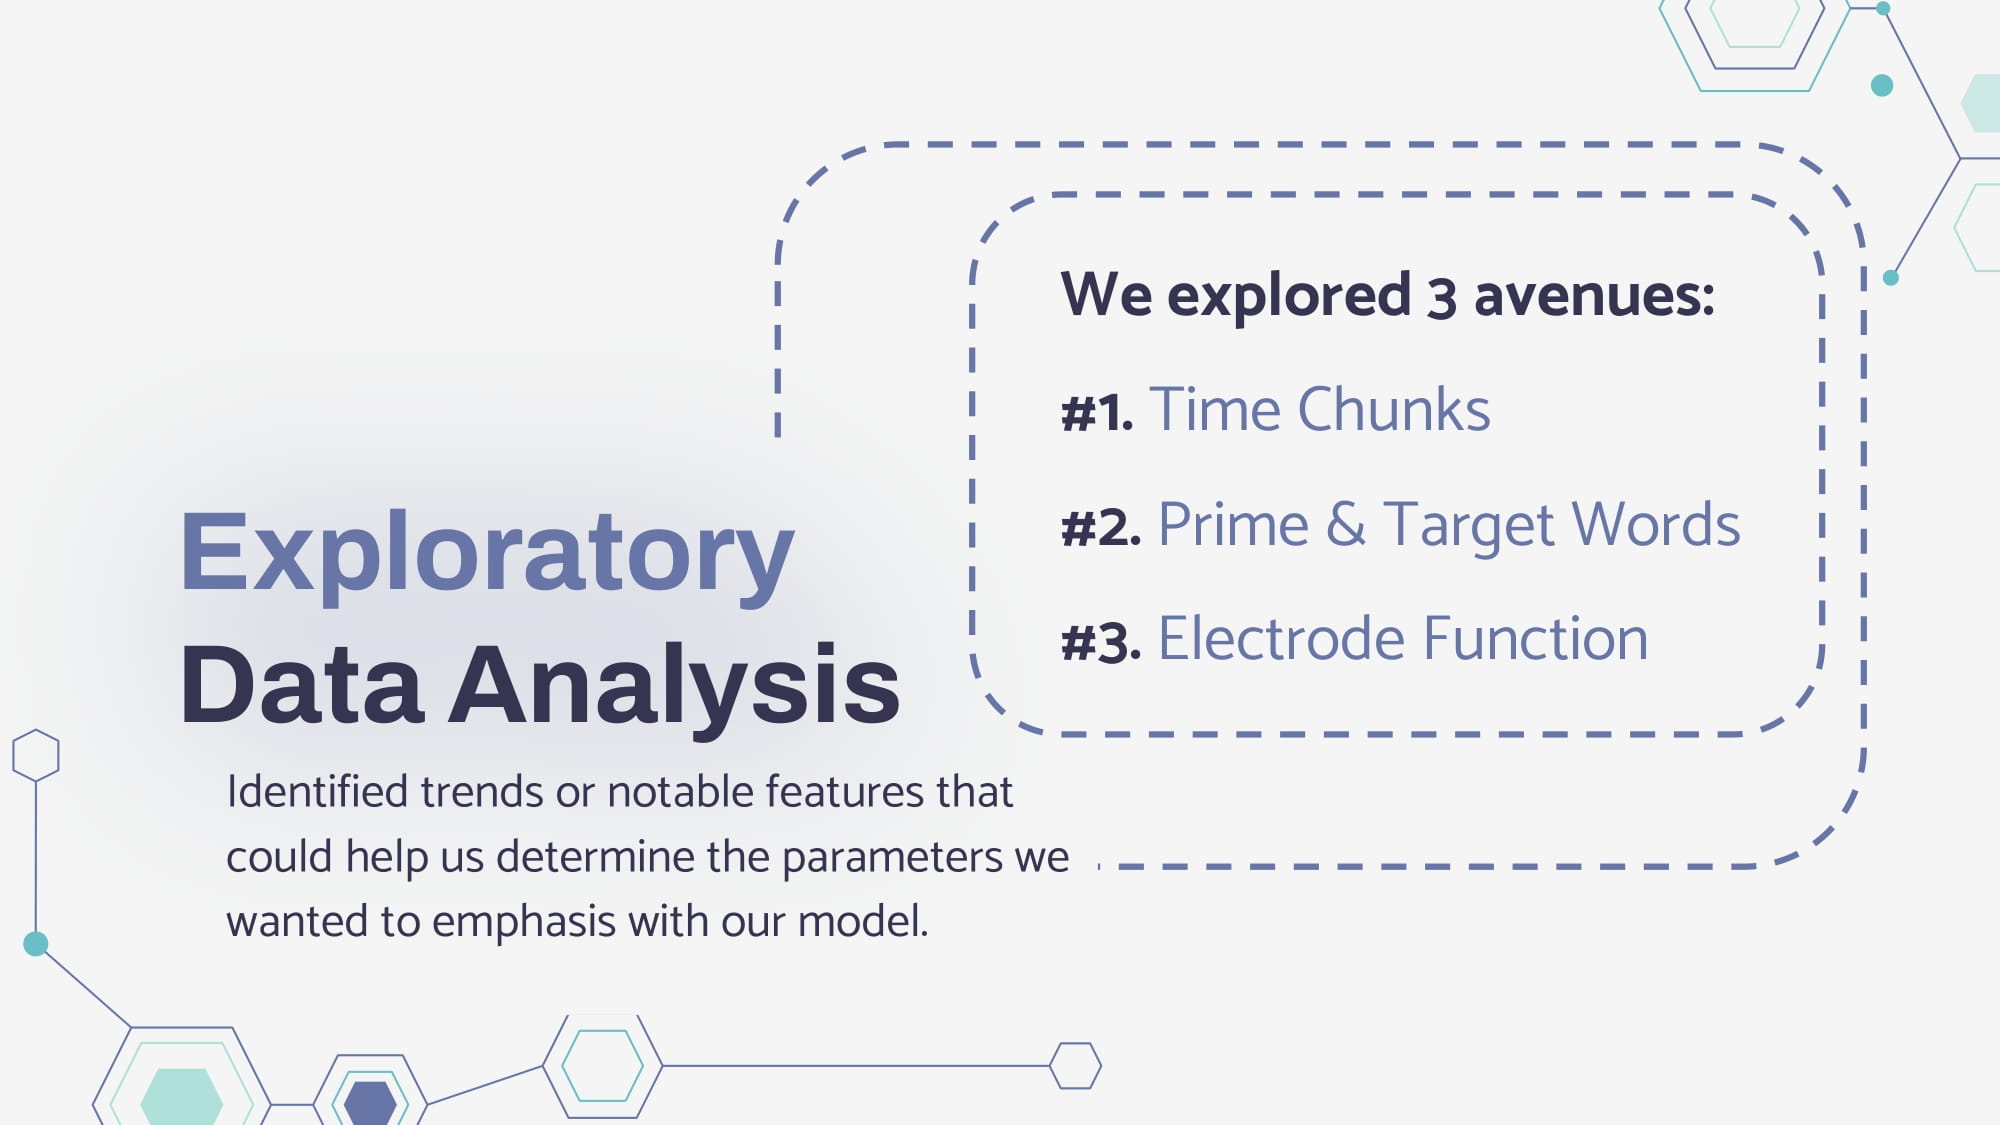 Exploratory
Data Analysis
Identified trends or notable features that
could help us determine the parameters we
wanted to emphasis with our model.
We explored 3 avenues:
#1. Time Chunks
#2. Prime & Target Words
#3. Electrode Function